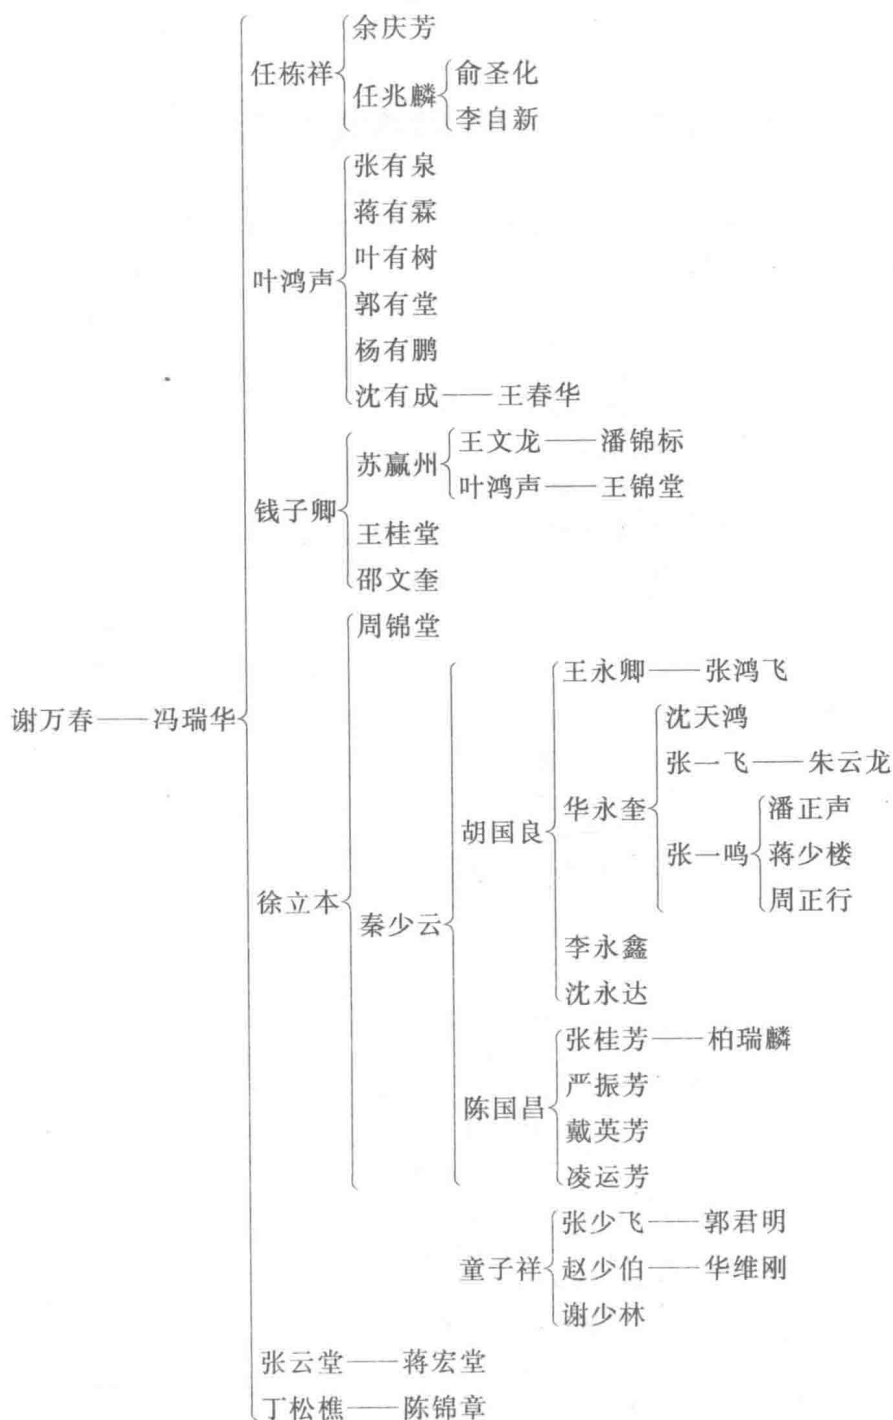 余庆芳
任栋祥
任兆麟
俞圣化
李自新
张有泉
蒋有霖
叶有树
叶鸿声
郭有堂
杨有鹏
沈有成——王春华
苏赢州
王文龙——潘锦标
叶鸿声——王锦堂
钱子卿
王桂堂
邵文奎
周锦堂
王永卿——张鸿飞
谢万春——冯瑞华
沈天鸿
张一飞——朱云龙
华永奎
胡国良
张一鸣
潘正声
蒋少楼
周正行
徐立本
秦少云
李永鑫
沈永达
张桂芳——柏瑞麟
严振芳
陈国昌
戴英芳
凌运芳
张少飞——郭君明
童子祥
赵少伯——华维刚
谢少林
张云堂——蒋宏堂
丁松樵——陈锦章